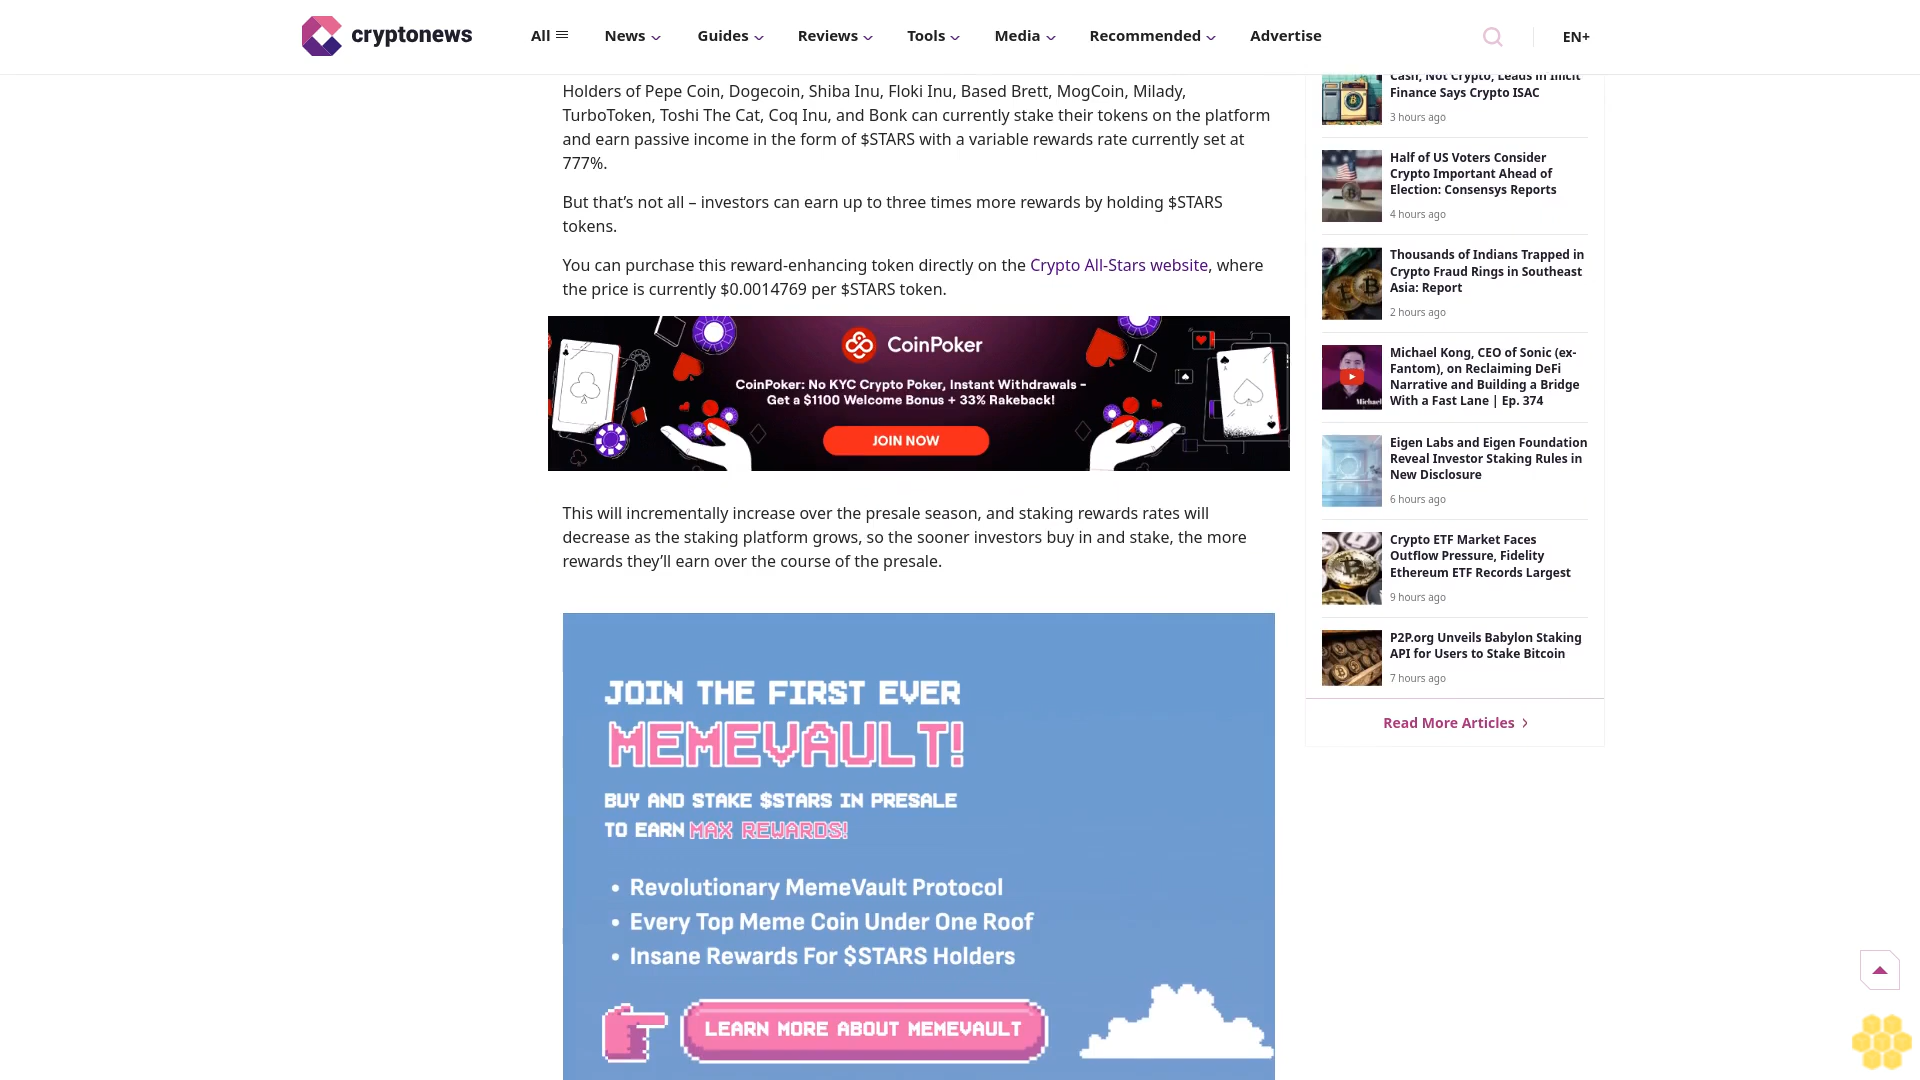 cryptonews
All
News
Guides
Reviews
Tools
Media
Recommended
Advertise
EN+
Holders of Pepe Coin, Dogecoin, Shiba Inu, Floki Inu, Based Brett, MogCoin, Milady,
TurboToken, Toshi The Cat, Coq Inu, and Bonk can currently stake their tokens on the platform
and earn passive income in the form of $STARS with a variable rewards rate currently set at
777%.
But that’s not all – investors can earn up to three times more rewards by holding $STARS
tokens.
You can purchase this reward-enhancing token directly on the Crypto All-Stars website, where
the price is currently $0.0014769 per $STARS token.
CoinPoker
CoinPoker: No KYC Crypto Poker, Instant Withdrawals -
Get a $1100 Welcome Bonus + 33% Rakeback!
JOIN NOW
This will incrementally increase over the presale season, and staking rewards rates will
decrease as the staking platform grows, so the sooner investors buy in and stake, the more
rewards they’ll earn over the course of the presale.
JOIN THE FIRST EVER
MEMEVAULT!
BUY AND STAKE $STARS IN PRESALE
TO EARN MAX REWARDS!
• Revolutionary MemeVault Protocol
• Every Top Meme Coin Under One Roof
• Insane Rewards For $STARS Holders
LEARN MORE ABOUT MEMEVAULT
Cash, Not Crypto, Leads in Illicit
Finance Says Crypto ISAC
3 hours ago
Half of US Voters Consider
Crypto Important Ahead of
Election: Consensys Reports
4 hours ago
Thousands of Indians Trapped in
Crypto Fraud Rings in Southeast
Asia: Report
2 hours ago
Michael Kong, CEO of Sonic (ex-
Fantom), on Reclaiming DeFi
Narrative and Building a Bridge
With a Fast Lane | Ep. 374
Eigen Labs and Eigen Foundation
Reveal Investor Staking Rules in
New Disclosure
6 hours ago
Crypto ETF Market Faces
Outflow Pressure, Fidelity
Ethereum ETF Records Largest
9 hours ago
P2P.org Unveils Babylon Staking
API for Users to Stake Bitcoin
7 hours ago
Read More Articles